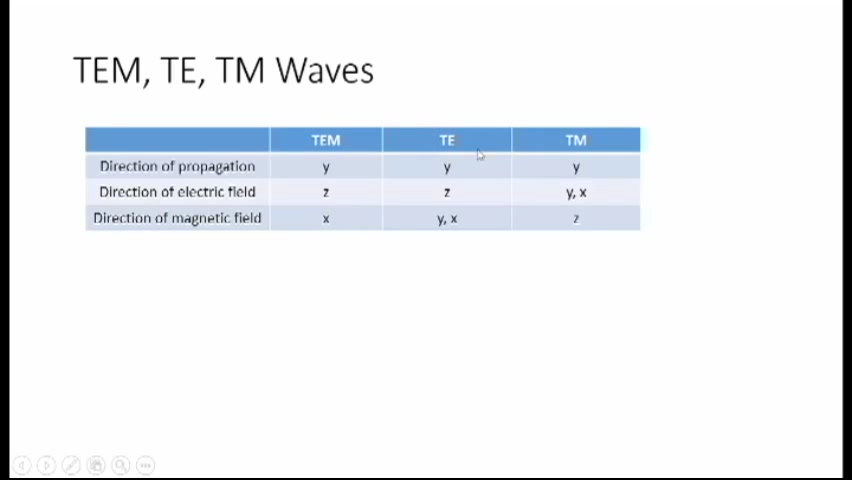 TEM, TE, TM Waves
TEM TE TM
Direction of propagation y y y
Direction of electric field z z y, x
Direction of magnetic field x y, x z